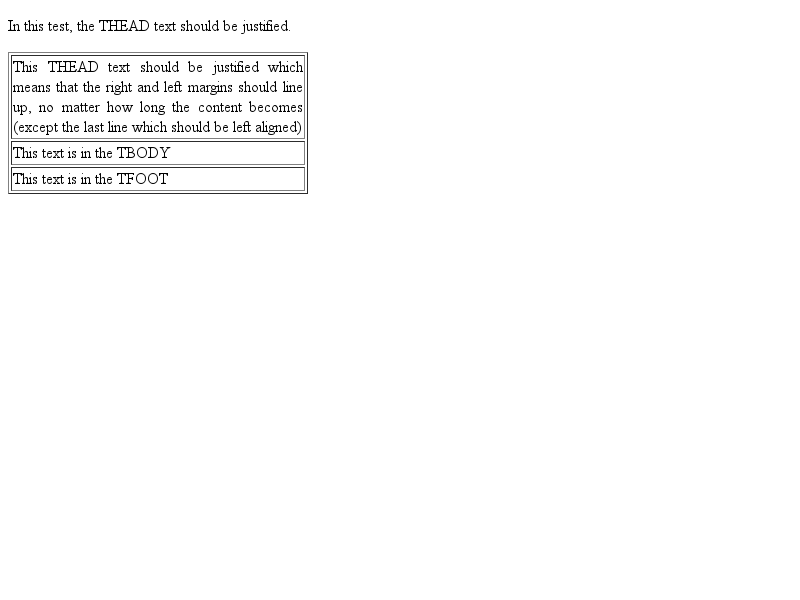 In this test, the THEAD text should be justified.
This THEAD text should be justified which
means that the right and left margins should line
up, no matter how long the content becomes
(except the last line which should be left aligned)
This text is in the TBODY
This text is in the TFOOT